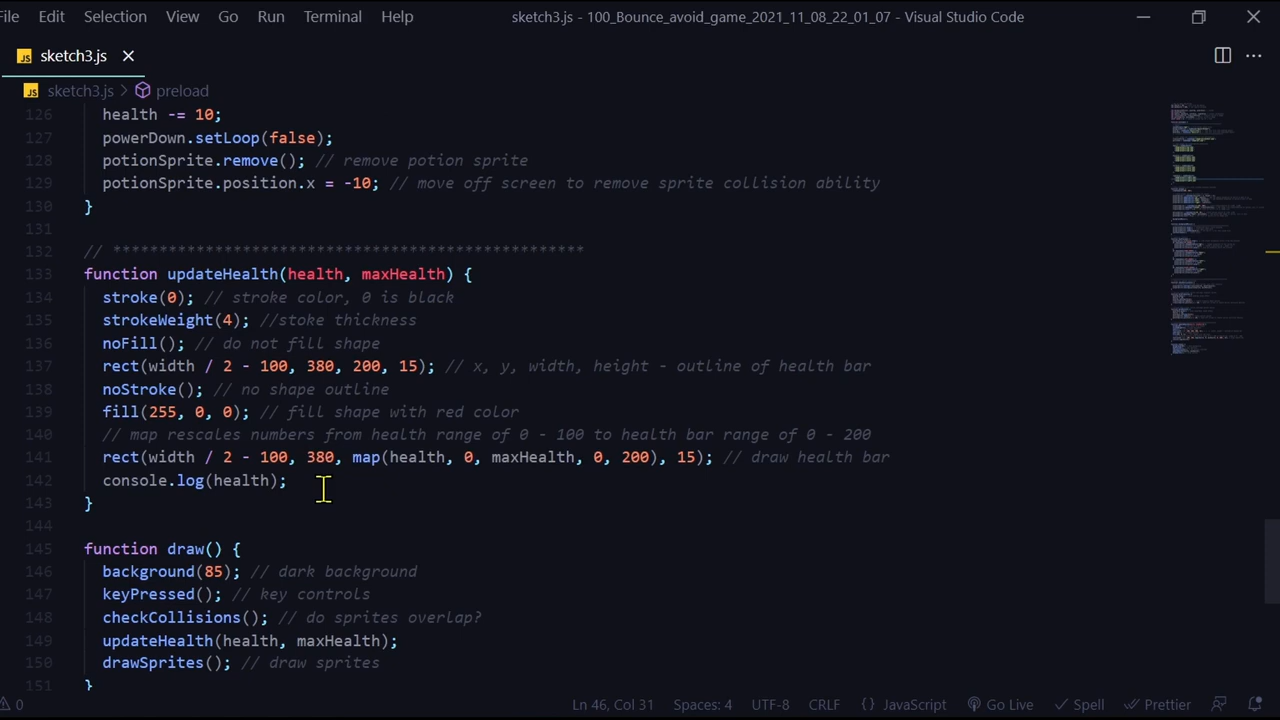 File Edit Selection View Go Run Terminal Help sketch3.js - 100_Bounce_avoid_game_2021_11_08_22_01_07 - Visual Studio Code
JS sketch3.js
JS sketch3.js > preload
126 health -= 10;
127 powerDown.setLoop(false);
128 potionSprite.remove(); // remove potion sprite
129 potionSprite.position.x = -10; // move off screen to remove sprite collision ability
130 }
131
132 // ***************************************************
133 function updateHealth(health, maxHealth) {
134 stroke(0); // stroke color, 0 is black
135 strokeWeight(4); //stoke thickness
136 noFill(); // do not fill shape
137 rect(width / 2 - 100, 380, 200, 15); // x, y, width, height - outline of health bar
138 noStroke(); // no shape outline
139 fill(255, 0, 0); // fill shape with red color
140 // map rescales numbers from health range of 0 - 100 to health bar range of 0 - 200
141 rect(width / 2 - 100, 380, map(health, 0, maxHealth, 0, 200), 15); // draw health bar
142 console.log(health);
143 }
144
145 function draw() {
146 background(85); // dark background
147 keyPressed(); // key controls
148 checkCollisions(); // do sprites overlap?
149 updateHealth(health, maxHealth);
150 drawSprites(); // draw sprites
151 }
0 Ln 46, Col 31 Spaces: 4 UTF-8 CRLF {} JavaScript Go Live Spell Prettier